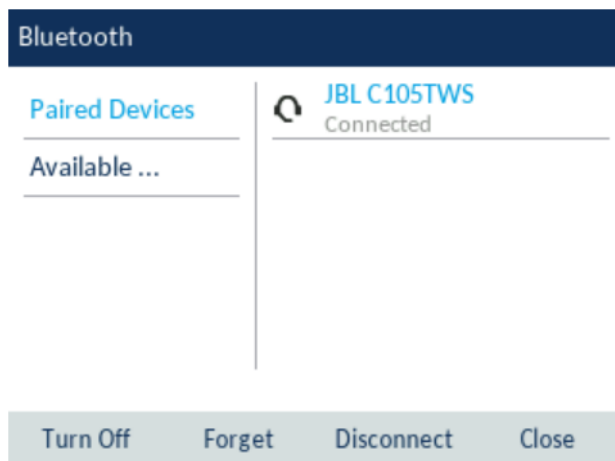 Bluetooth
Paired Devices
Available ...
JBL C105TWS
Connected
Turn Off Forget Disconnect Close